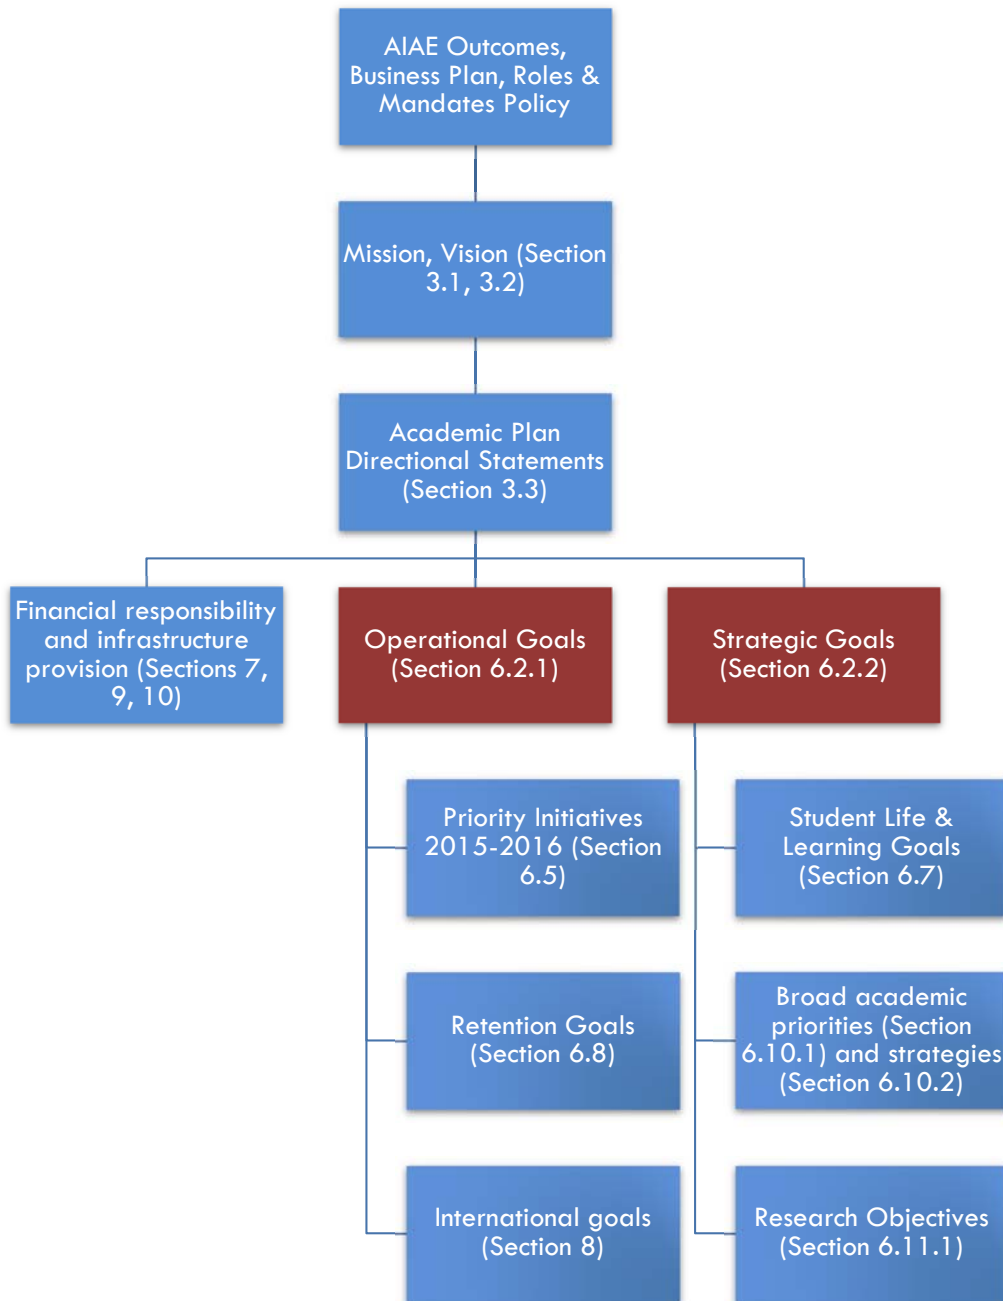 AIAE Outcomes,
Business Plan, Roles &
Mandates Policy
Mission, Vision (Section
3.1, 3.2)
Academic Plan
Directional Statements
(Section 3.3)
Financial responsibility
and infrastructure
provision (Sections 7,
9, 10)
Operational Goals
(Section 6.2.1)
Strategic Goals
(Section 6.2.2)
Priority Initiatives
2015-2016 (Section
6.5)
Student Life &
Learning Goals
(Section 6.7)
Retention Goals
(Section 6.8)
Broad academic
priorities (Section
6.10.1) and strategies
(Section 6.10.2)
International goals
(Section 8)
Research Objectives
(Section 6.11.1)